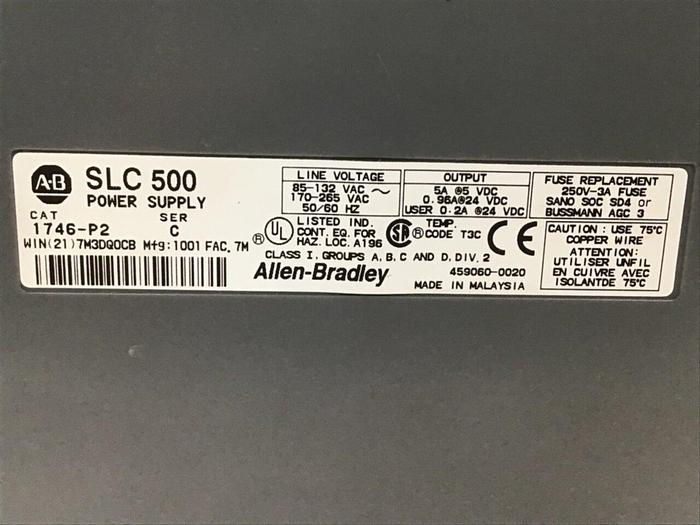 A-B
SLC 500
POWER SUPPLY
CAT SER
1746-P2 C
WIN(21)7M3DQ0CB Mfg:1001 FAC. 7M
LINE VOLTAGE
85-132 VAC ~
170-265 VAC
50/60 HZ
OUTPUT
5A @5 VDC
0.96A@24 VDC
USER 0.2A @24 VDC
FUSE REPLACEMENT
250V-3A FUSE
SANO SOC SD4 or
BUSSMANN AGC 3
UL ® LISTED IND.
CONT. EQ. FOR
HAZ. LOC. A196
SA ® TEMP.
CODE T3C
CE
CLASS I, GROUPS A, B, C AND D, DIV. 2
Allen-Bradley
459060-0020
MADE IN MALAYSIA
CAUTION : USE 75°C
COPPER WIRE
ATTENTION:
UTILISER UNFIL
EN CUIVRE AVEC
ISOLANTDE 75°C